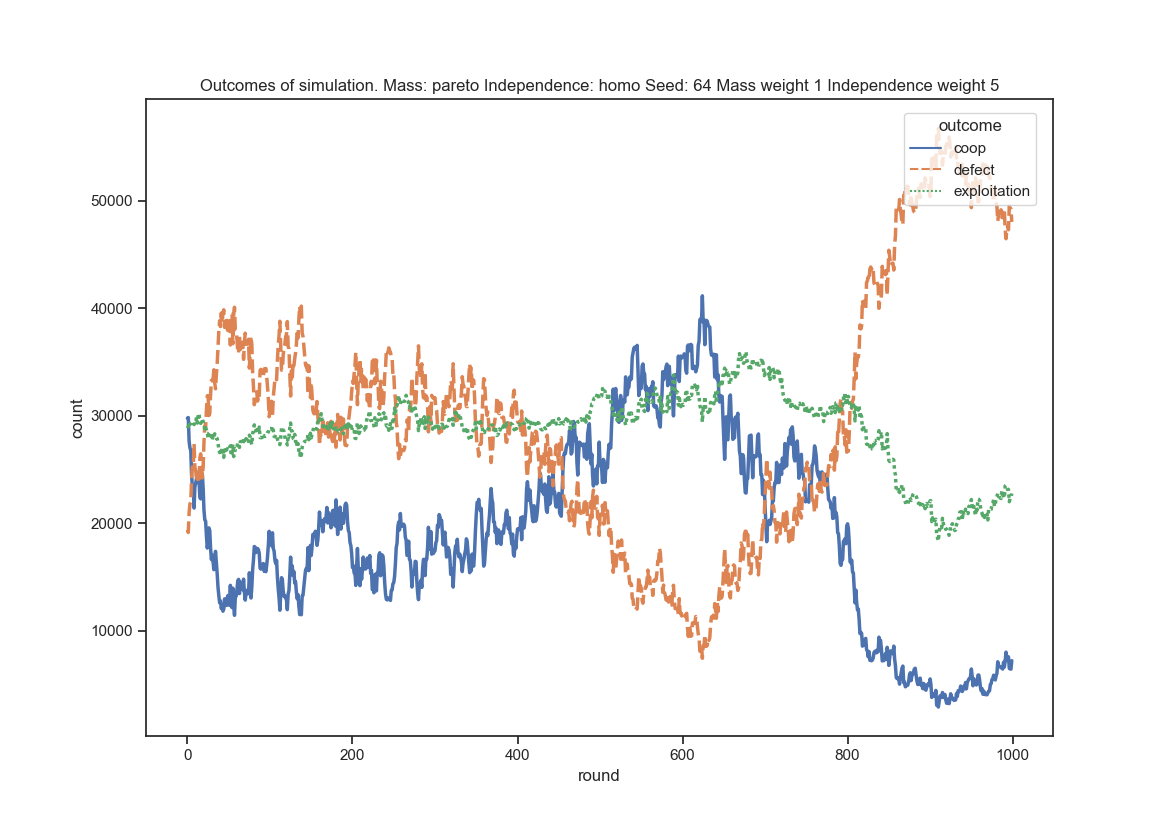 Outcomes of simulation. Mass: pareto Independence: homo Seed: 64 Mass weight 1 Independence weight 5
outcome
coop
defect
exploitation
count
50000
40000
30000
20000
10000
0
200
400
600
800
1000
round